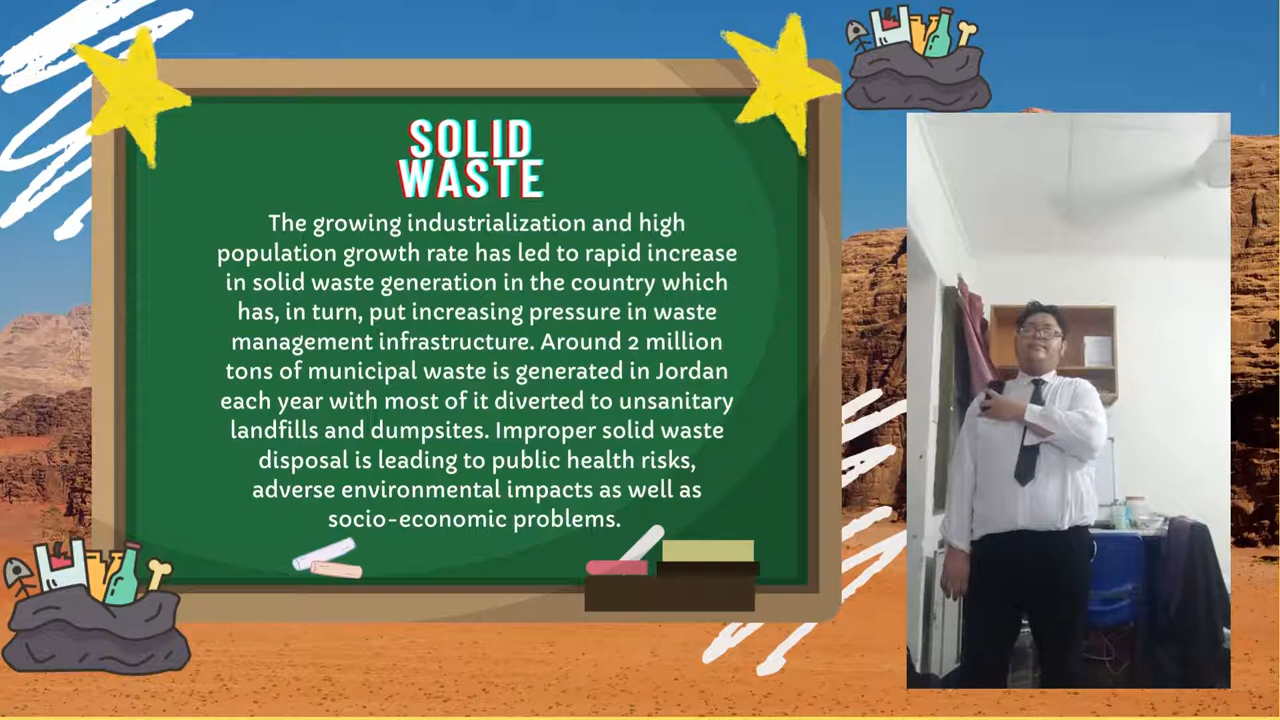 SOLID
WASTE
The growing industrialization and high
population growth rate has led to rapid increase
in solid waste generation in the country which
has, in turn, put increasing pressure in waste
management infrastructure. Around 2 million
tons of municipal waste is generated in Jordan
each year with most of it diverted to unsanitary
landfills and dumpsites. Improper solid waste
disposal is leading to public health risks,
adverse environmental impacts as well as
socio-economic problems.